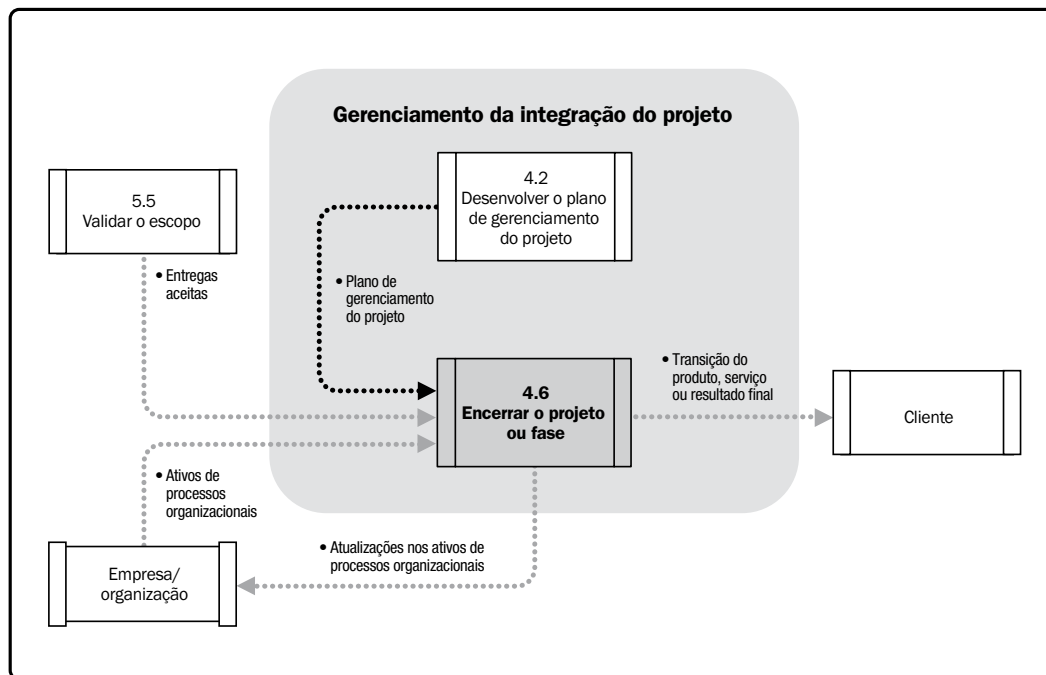 Gerenciamento da integração do projeto
5.5
Validar o escopo
4.2
Desenvolver o plano
de gerenciamento
do projeto
• Entregas
aceitas
• Plano de
gerenciamento
do projeto
4.6
Encerrar o projeto
ou fase
• Transição do
produto, serviço
ou resultado final
Cliente
• Ativos de
processos
organizacionais
• Atualizações nos ativos de
processos organizacionais
Empresa/
organização